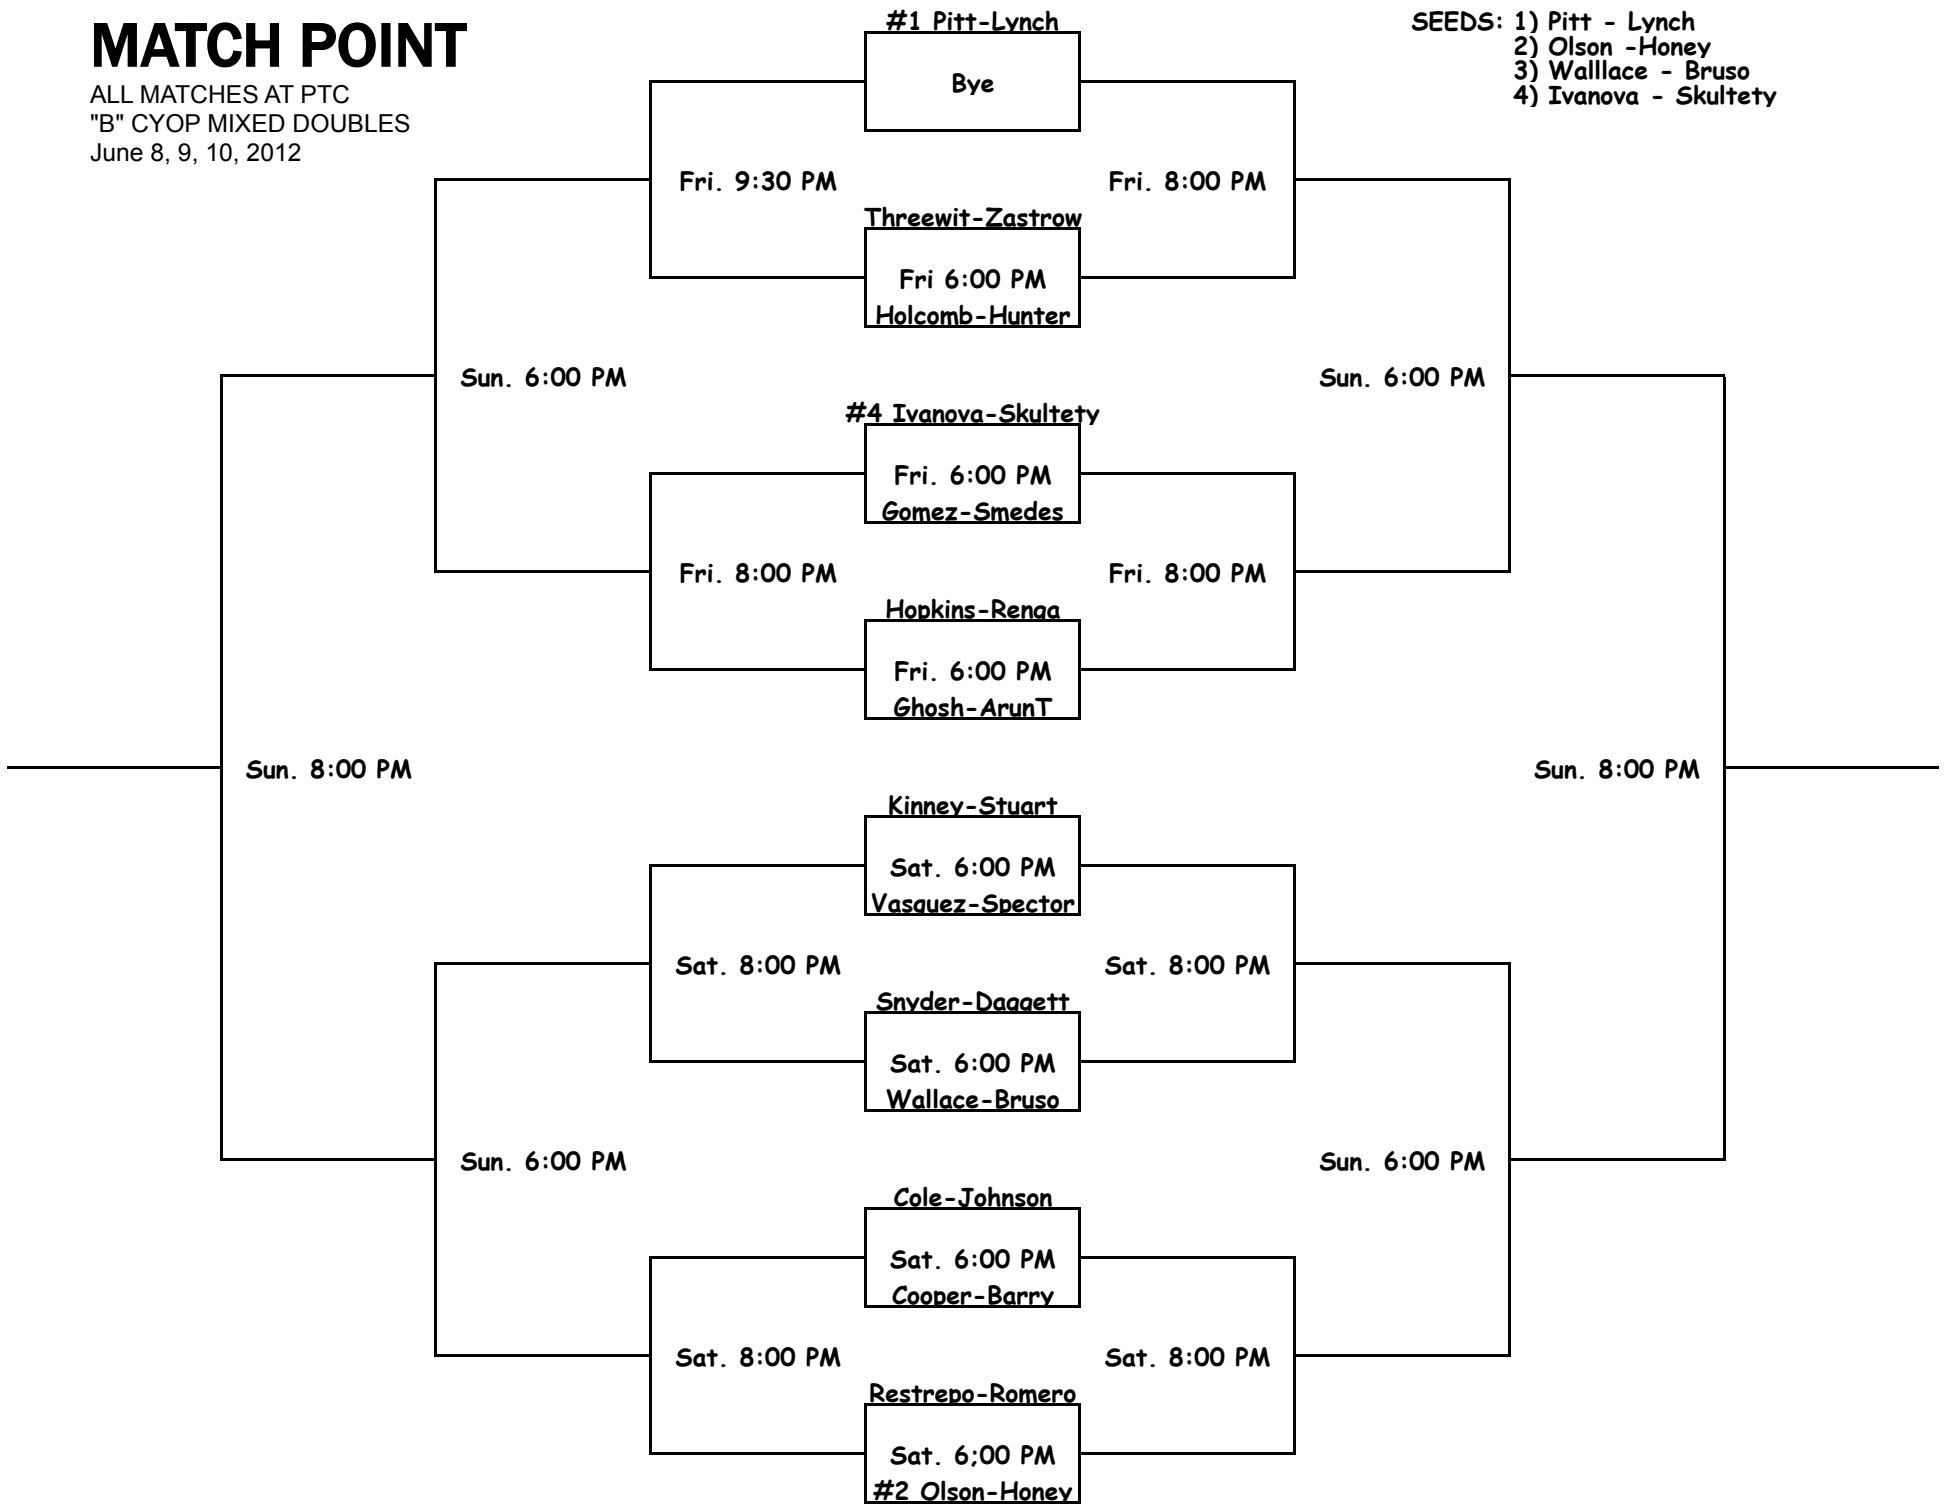 MATCH POINT
ALL MATCHES AT PTC
"B" CYOP MIXED DOUBLES
June 8, 9, 10, 2012
SEEDS: 1) Pitt - Lynch
2) Olson -Honey
3) Walllace - Bruso
4) Ivanova - Skultety
#1 Pitt-Lynch
Bye
Fri. 9:30 PM
Fri. 8:00 PM
Threewit-Zastrow
Fri 6:00 PM
Holcomb-Hunter
Sun. 6:00 PM
Sun. 6:00 PM
#4 Ivanova-Skultety
Fri. 6:00 PM
Gomez-Smedes
Fri. 8:00 PM
Fri. 8:00 PM
Hopkins-Renga
Fri. 6:00 PM
Ghosh-ArunT
Sun. 8:00 PM
Sun. 8:00 PM
Kinney-Stuart
Sat. 6:00 PM
Vasquez-Spector
Sat. 8:00 PM
Sat. 8:00 PM
Snyder-Daggett
Sat. 6:00 PM
Wallace-Bruso
Sun. 6:00 PM
Sun. 6:00 PM
Cole-Johnson
Sat. 6:00 PM
Cooper-Barry
Sat. 8:00 PM
Sat. 8:00 PM
Restrepo-Romero
Sat. 6;00 PM
#2 Olson-Honey